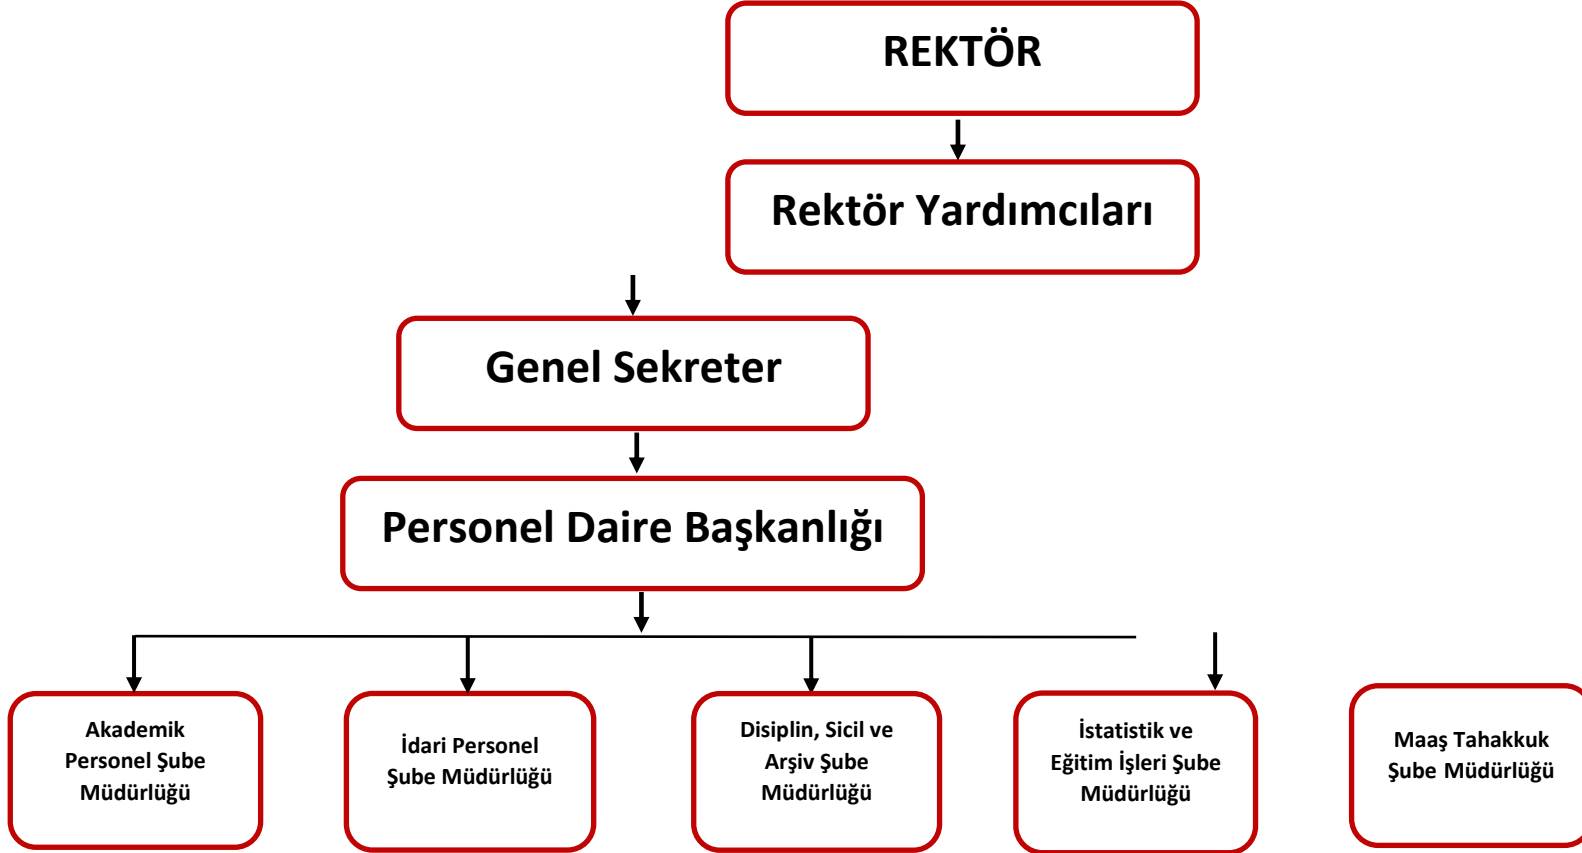 REKTÖR
Rektör Yardımcıları
Genel Sekreter
Personel Daire Başkanlığı
Akademik
Personel Şube
Müdürlüğü
İdari Personel
Şube Müdürlüğü
Disiplin, Sicil ve
Arşiv Şube
Müdürlüğü
İstatistik ve
Eğitim İşleri Şube
Müdürlüğü
Maaş Tahakkuk
Şube Müdürlüğü